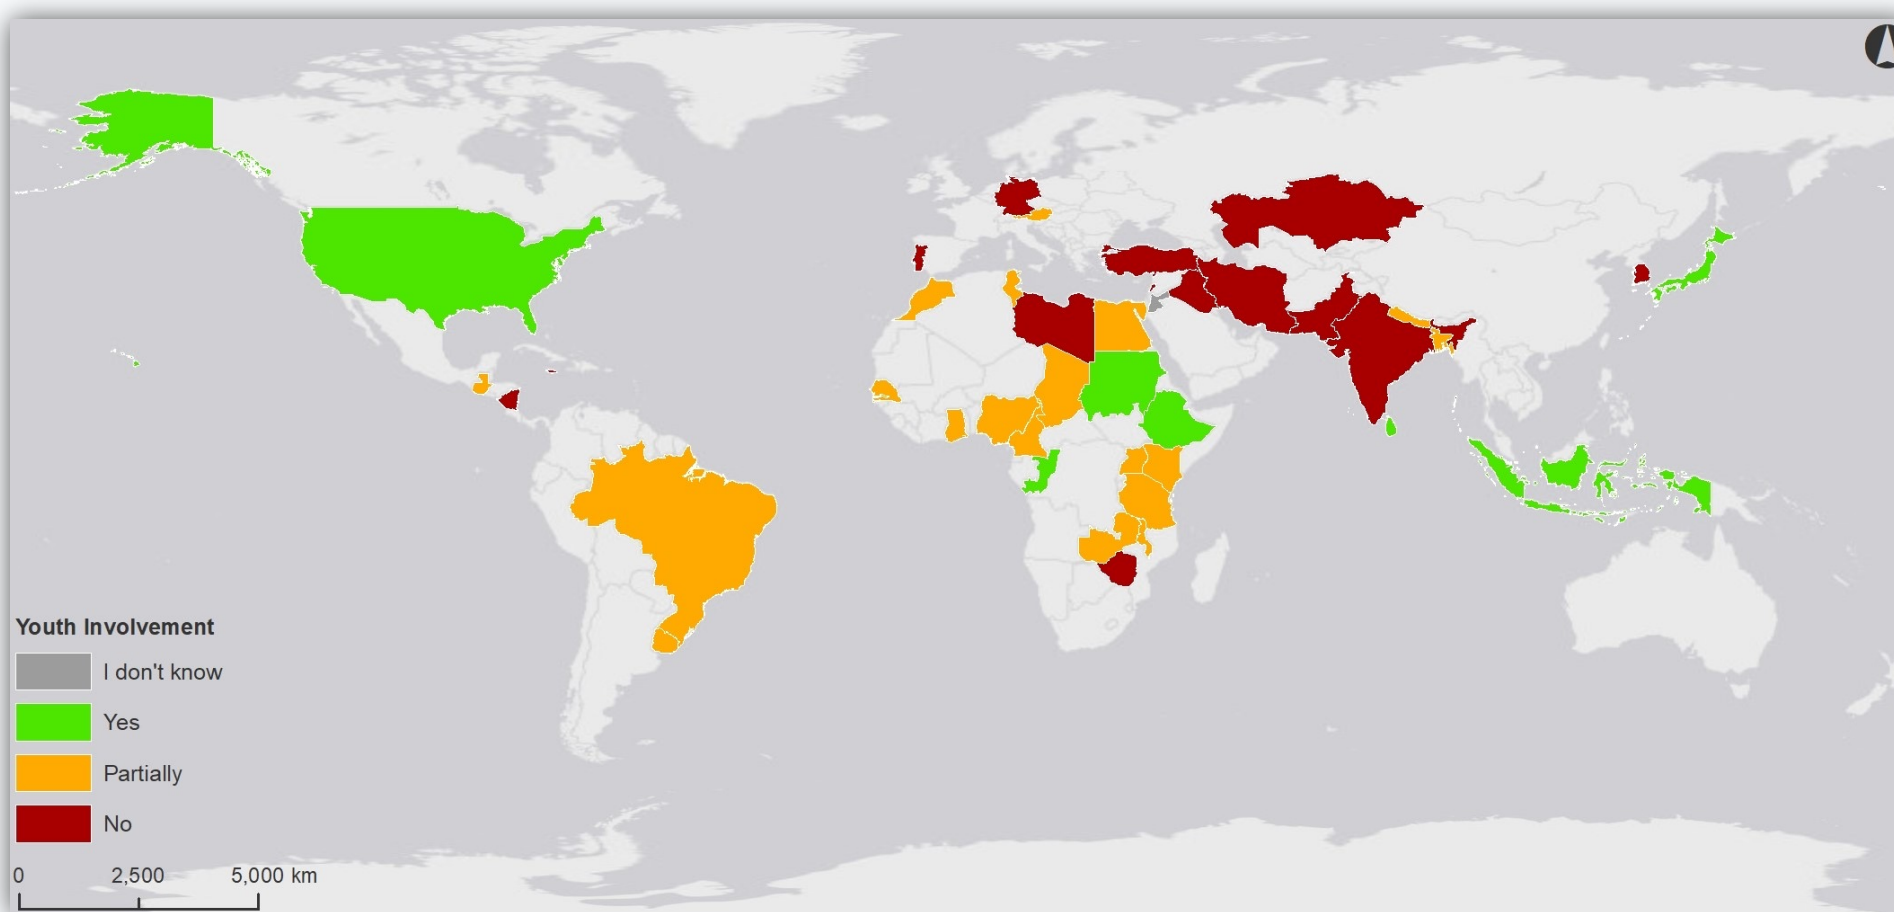 Youth Involvement
I don't know
Yes
Partially
No
0 2,500 5,000 km